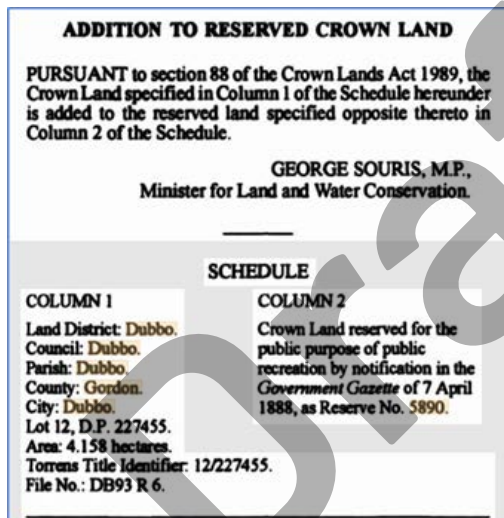 ADDITION TO RESERVED CROWN LAND
PURSUANT to section 88 of the Crown Lands Act 1989, the
Crown Land specified in Column 1 of the Schedule hereunder
is added to the reserved land specified opposite thereto in
Column 2 of the Schedule.
GEORGE SOURIS, M.P.,
Minister for Land and Water Conservation.
SCHEDULE
COLUMN 1
Land District: Dubbo.
Council: Dubbo.
Parish: Dubbo.
County: Gordon.
City: Dubbo.
Lot 12, D.P. 227455.
Area: 4.158 hectares.
Torrens Title Identifier: 12/227455.
File No.: DB93 R 6.
COLUMN 2
Crown Land reserved for the
public purpose of public
recreation by notification in the
Government Gazette of 7 April
1888, as Reserve No. 5890.
Dra